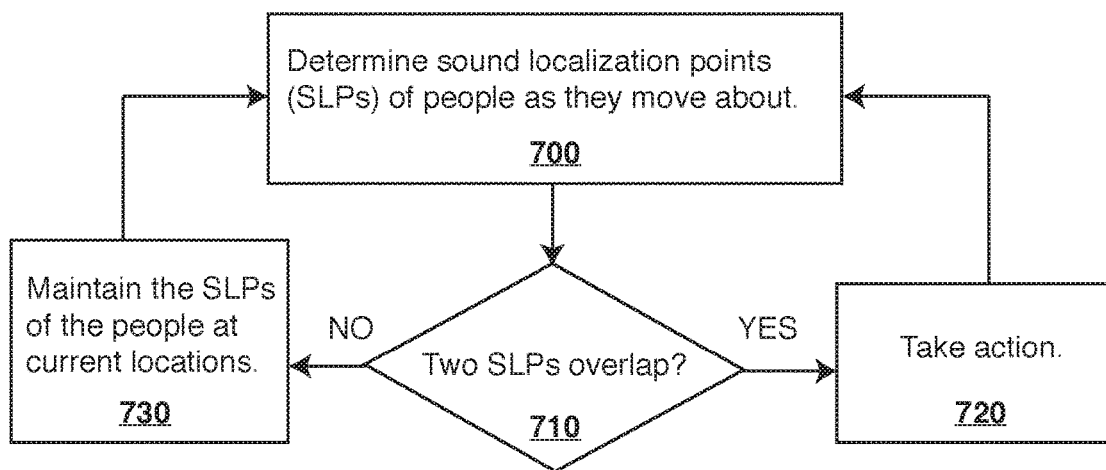 Determine sound localization points
(SLPs) of people as they move about.
700
Maintain the SLPs
of the people at
current locations.
730
NO
Two SLPs overlap?
710
YES
Take action.
720